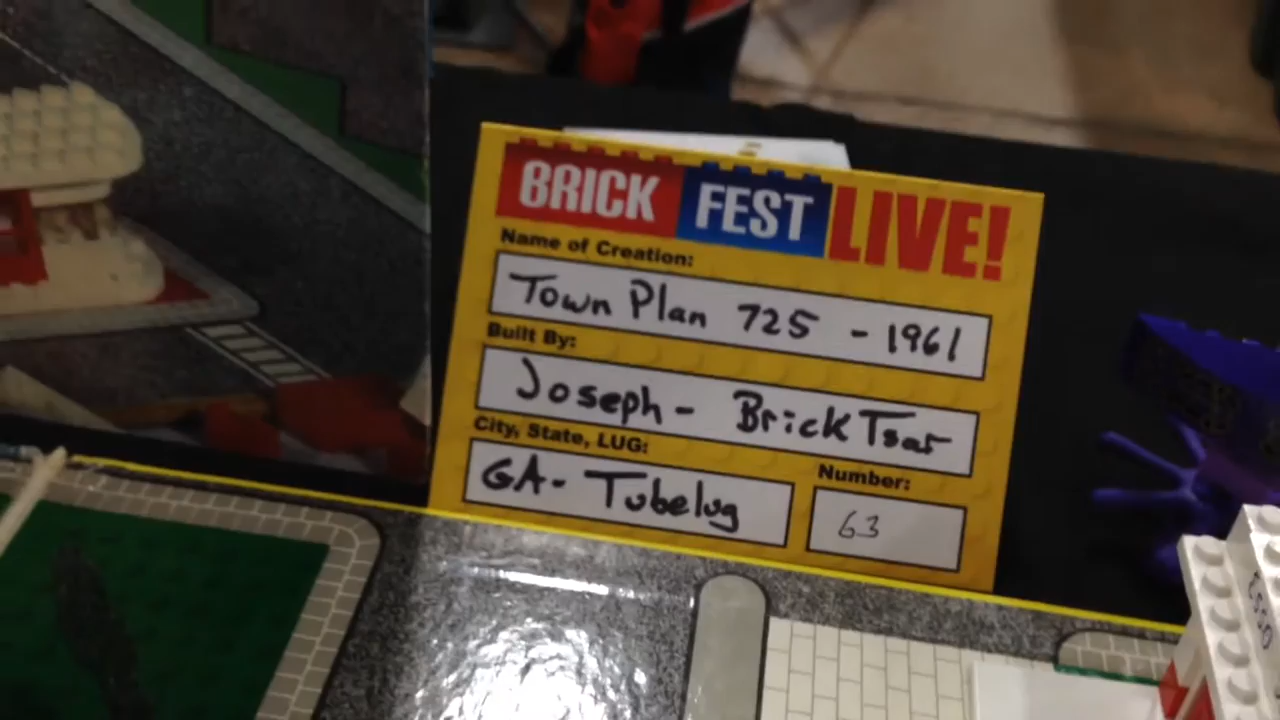 BRICK FEST LIVE!
Name of Creation:
Town Plan 725 - 1961
Built By:
Joseph - BrickTsar
City, State, LUG:
GA- Tubelug
Number:
63